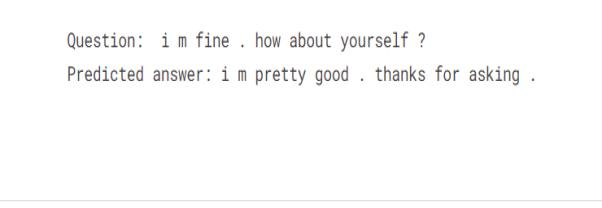 Question:  i m fine . how about yourself ?
Predicted answer: i m pretty good . thanks for asking .